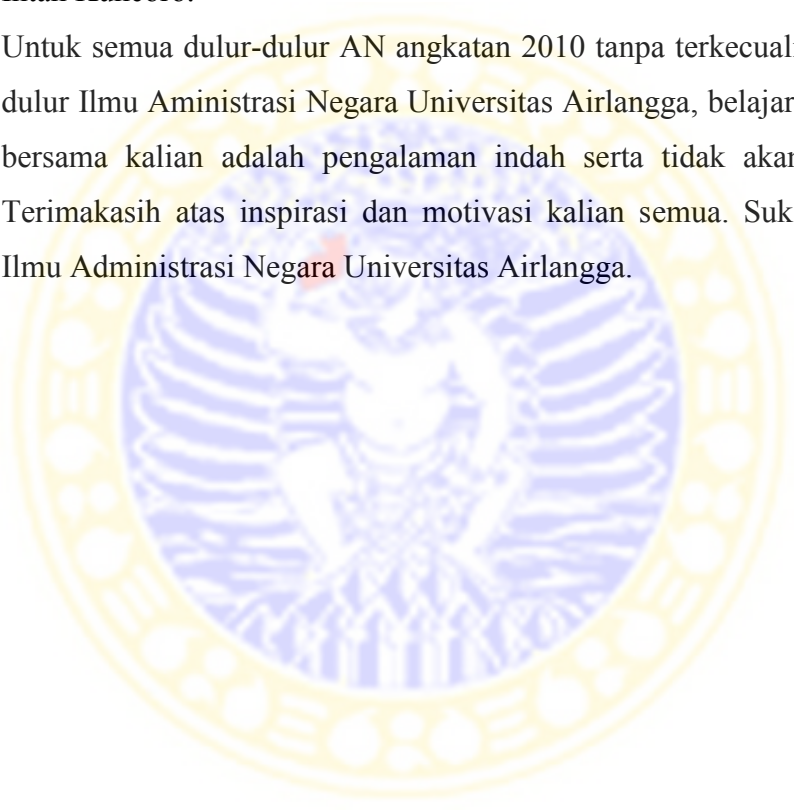 Untuk semua dulur-dulur AN angkatan 2010 tanpa terkecuali
dulur Ilmu Aministrasi Negara Universitas Airlangga, belajar
bersama kalian adalah pengalaman indah serta tidak akan
Terimakasih atas inspirasi dan motivasi kalian semua. Suk
Ilmu Administrasi Negara Universitas Airlangga.